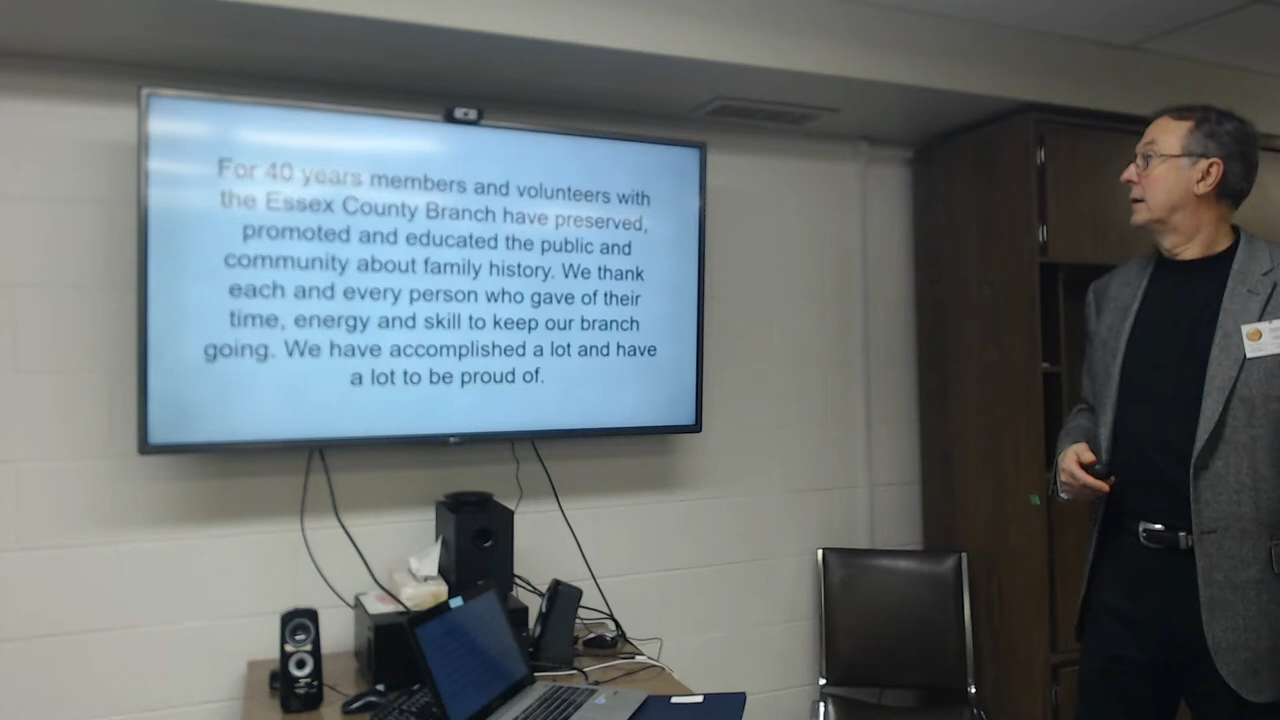 For 40 years members and volunteers with
the Essex County Branch have preserved,
promoted and educated the public and
community about family history. We thank
each and every person who gave of their
time, energy and skill to keep our branch
going. We have accomplished a lot and have
a lot to be proud of.